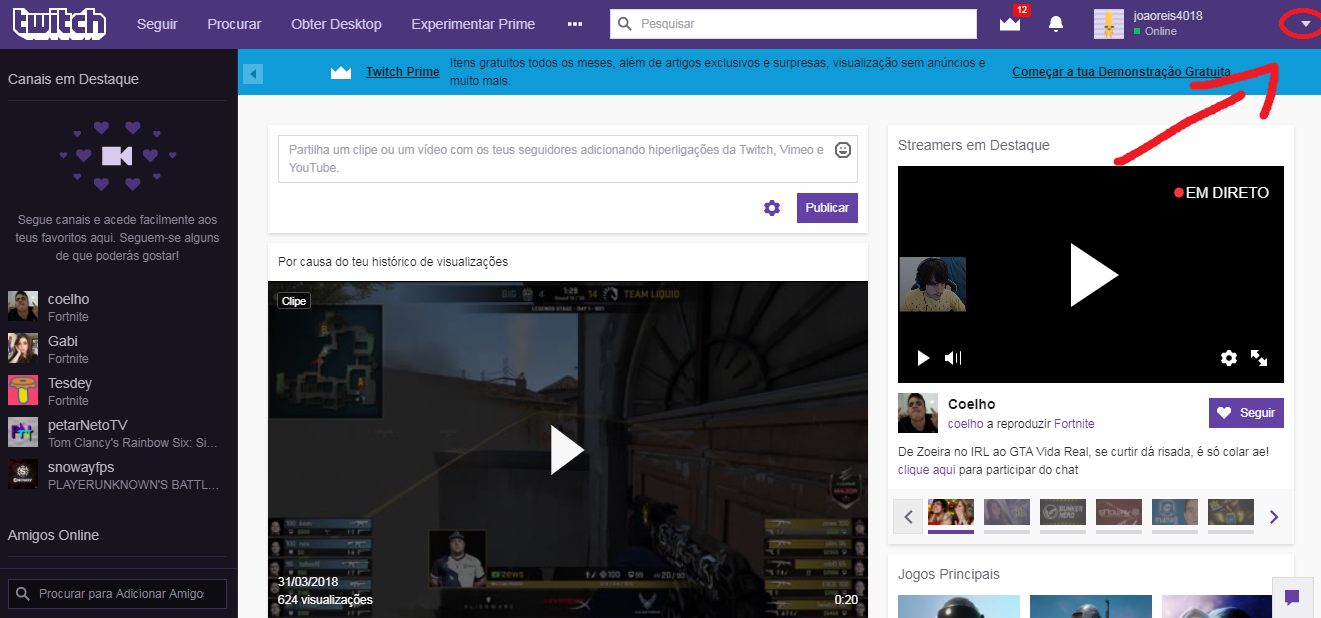 twitch
Seguir
Procurar
Obter Desktop
Experimentar Prime
Pesquisar
12
joaoreis4018
Online
Twitch Prime
Itens gratuitos todos os meses, além de artigos exclusivos e surpresas, visualização sem anúncios e
muito mais.
Começar a tua Demonstração Gratuita
Canais em Destaque
Segue canais e acede facilmente aos
teus favoritos aqui. Seguem-se alguns
de que poderás gostar!
coelho
Fortnite
Gabi
Fortnite
Tesdey
Fortnite
petarNetoTV
Tom Clancy's Rainbow Six: Si...
snowayfps
PLAYERUNKNOWN'S BATTL...
Amigos Online
Procurar para Adicionar Amigo
Partilha um clipe ou um vídeo com os teus seguidores adicionando hiperligações da Twitch, Vimeo e
YouTube.
Publicar
Por causa do teu histórico de visualizações
Clipe
BIG 4 1:29 14 TEAM LIQUID
31/03/2018
624 visualizações
ALIENWARE
0:20
Streamers em Destaque
EM DIRETO
Coelho
coelho a reproduzir Fortnite
Seguir
De Zoeira no IRL ao GTA Vida Real, se curtir dá risada, é só colar ae!
clique aqui para participar do chat
Jogos Principais